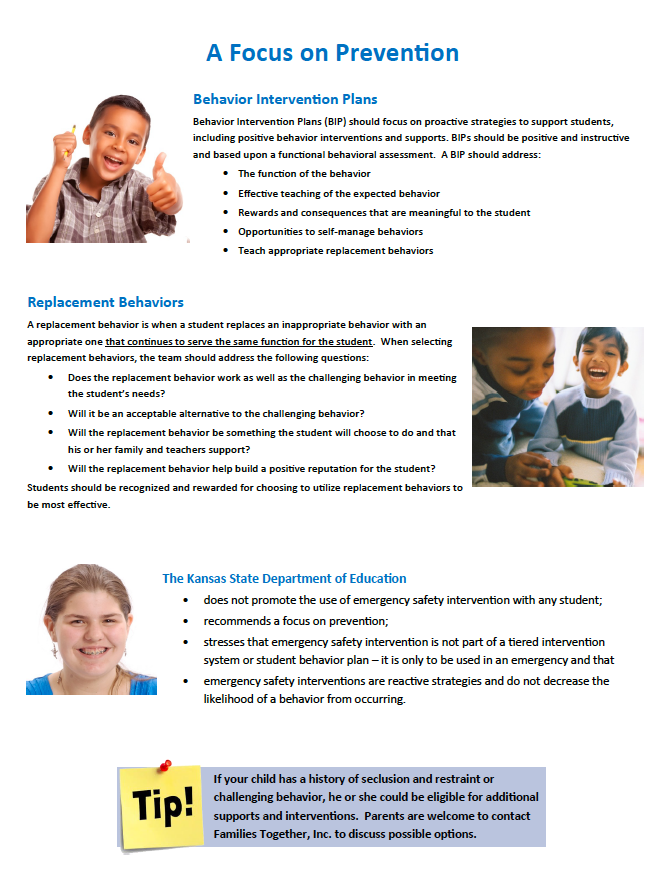 A Focus on Prevention
Behavior Intervention Plans
Behavior Intervention Plans (BIP) should focus on proactive strategies to support students,
including positive behavior interventions and supports. BIPs should be positive and instructive
and based upon a functional behavioral assessment.  A BIP should address:
• The function of the behavior
• Effective teaching of the expected behavior
• Rewards and consequences that are meaningful to the student
• Opportunities to self-manage behaviors
• Teach appropriate replacement behaviors
Replacement Behaviors
A replacement behavior is when a student replaces an inappropriate behavior with an
appropriate one that continues to serve the same function for the student.  When selecting
replacement behaviors, the team should address the following questions:
• Does the replacement behavior work as well as the challenging behavior in meeting
the student's needs?
• Will it be an acceptable alternative to the challenging behavior?
• Will the replacement behavior be something the student will choose to do and that
his or her family and teachers support?
• Will the replacement behavior help build a positive reputation for the student?
Students should be recognized and rewarded for choosing to utilize replacement behaviors to
be most effective.
The Kansas State Department of Education
• does not promote the use of emergency safety intervention with any student;
• recommends a focus on prevention;
• stresses that emergency safety intervention is not part of a tiered intervention
system or student behavior plan – it is only to be used in an emergency and that
• emergency safety interventions are reactive strategies and do not decrease the
likelihood of a behavior from occurring.
Tip!
If your child has a history of seclusion and restraint or
challenging behavior, he or she could be eligible for additional
supports and interventions.  Parents are welcome to contact
Families Together, Inc. to discuss possible options.